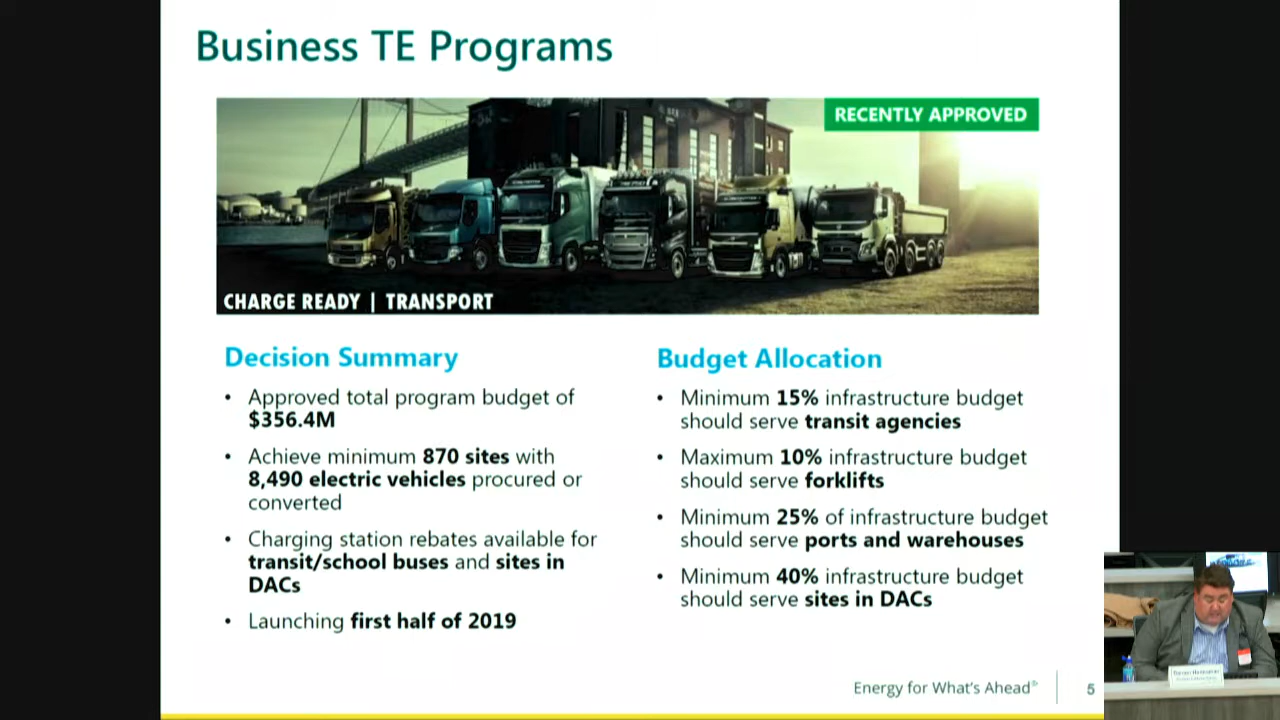 Business TE Programs
RECENTLY APPROVED
CHARGE READY | TRANSPORT
Decision Summary
• Approved total program budget of
$356.4M
• Achieve minimum 870 sites with
8,490 electric vehicles procured or
converted
• Charging station rebates available for
transit/school buses and sites in
DACs
• Launching first half of 2019
Budget Allocation
• Minimum 15% infrastructure budget
should serve transit agencies
• Maximum 10% infrastructure budget
should serve forklifts
• Minimum 25% of infrastructure budget
should serve ports and warehouses
• Minimum 40% infrastructure budget
should serve sites in DACs
Energy for What's Ahead
5